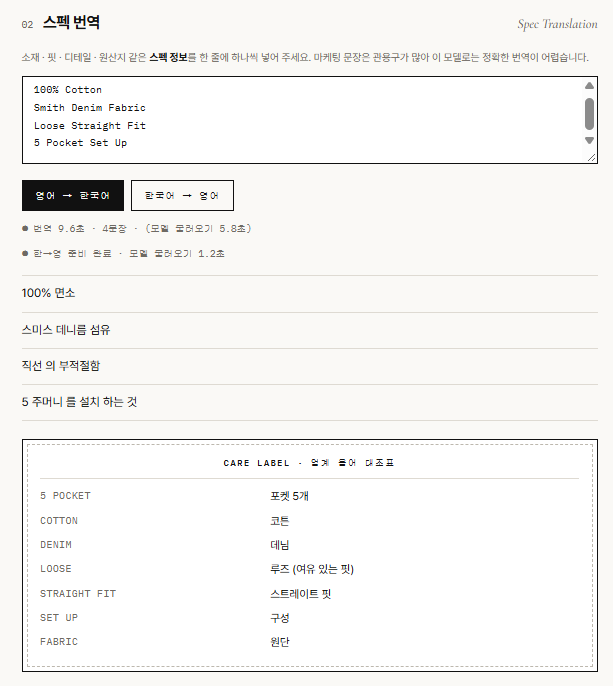 02 스펙 번역
Spec Translation
소재 · 핏 · 디테일 · 원산지 같은 스펙 정보를 한 줄에 하나씩 넣어 주세요. 마케팅 문장은 관용구가 많아 이 모델로는 정확한 번역이 어렵습니다.
100% Cotton
Smith Denim Fabric
Loose Straight Fit
5 Pocket Set Up
영어 → 한국어
한국어 → 영어
● 번역 9.6초 · 4문장 · (모델 불러오기 5.8초)
● 한→영 준비 완료 · 모델 불러오기 1.2초
100% 면소
스미스 데니름 섬유
직선 의 부적절함
5 주머니 를 설치 하는 것
CARE LABEL · 업계 용어 대조표
5 POCKET 포켓 5개
COTTON 코튼
DENIM 데님
LOOSE 루즈 (여유 있는 핏)
STRAIGHT FIT 스트레이트 핏
SET UP 구성
FABRIC 원단